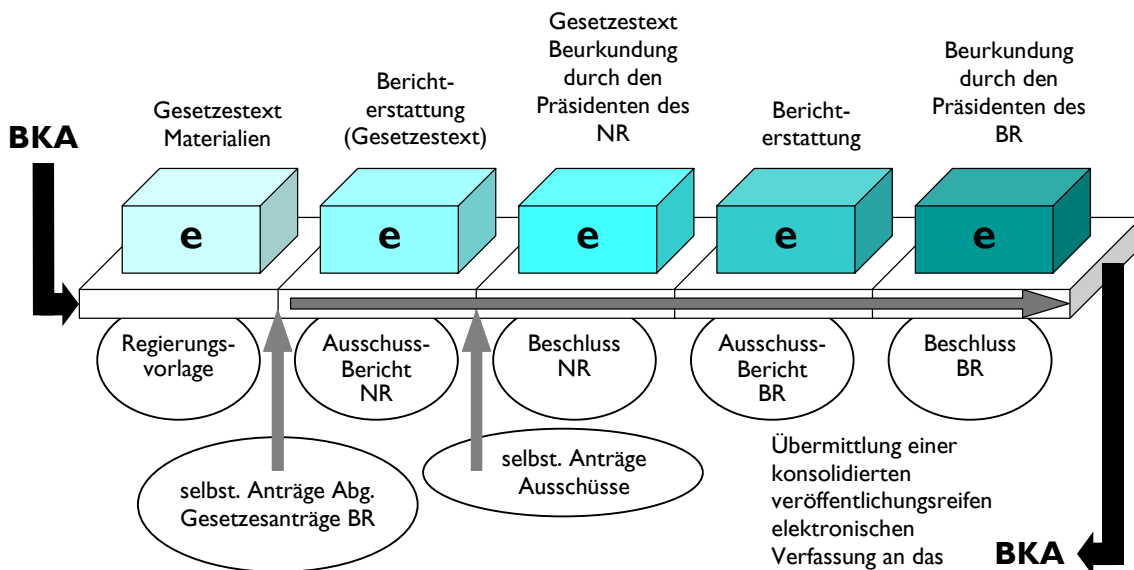 BKA
Gesetzestext
Materialien
Bericht-
erstattung
(Gesetzestext)
Gesetzestext
Beurkundung
durch den
Präsidenten des
NR
Bericht-
erstattung
Beurkundung
durch den
Präsidenten des
BR
e
e
e
e
e
Regierungs-
vorlage
Ausschuss-
Bericht
NR
Beschluss
NR
Ausschuss-
Bericht
BR
Beschluss
BR
selbst. Anträge Abg.
Gesetzesanträge BR
selbst. Anträge
Ausschüsse
Übermittlung einer
konsolidierten
veröffentlichungsreifen
elektronischen
Verfassung an das
BKA